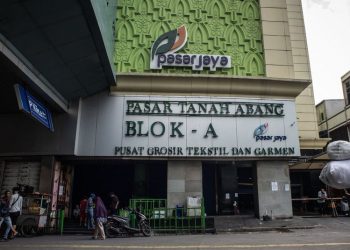 pasarjaya
PASAR TANAH ABANG
BLOK-A
pasarjaya
PUSAT GROSIR TEKSTIL DAN GARMEN